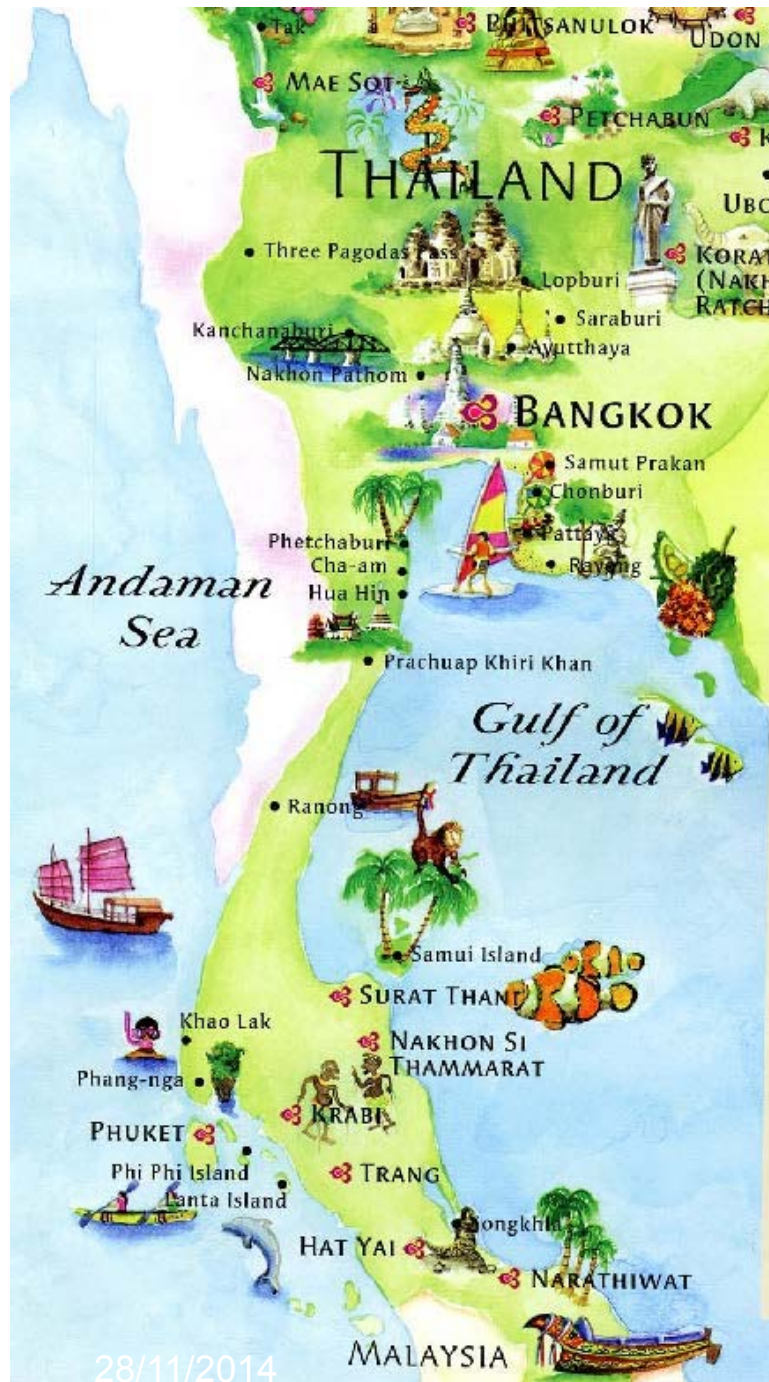 Tak
PHITSANULOK
UDON
MAE SOT
PETCHABUN
K
THAILAND
UBO
Three Pagodas Pass
Lopburi
KORAT
(NAKH
RATCH
Saraburi
Kanchanaburi
Ayutthaya
Nakhon Pathom
BANGKOK
Samut Prakan
Chonburi
Pattaya
Phetchaburi
Cha-am
Rayong
Hua Hin
Andaman
Sea
Prachuap Khiri Khan
Gulf of
Thailand
Ranong
Samui Island
SURAT THANI
Khao Lak
NAKHON SI
THAMMARAT
Phang-nga
KRABI
PHUKET
Phi Phi Island
TRANG
Lanta Island
Songkhla
HAT YAI
NARATHIWAT
MALAYSIA
28/11/2014